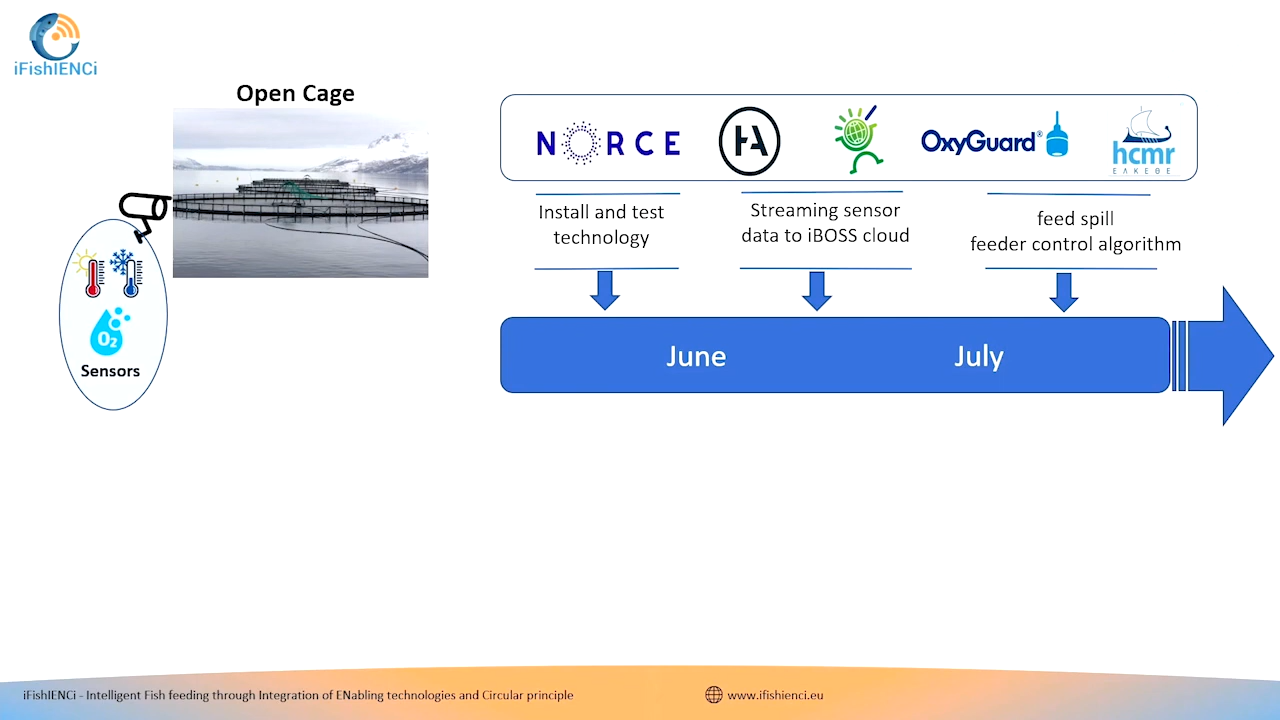 iFishIENCi
Open Cage
NORCE
HA
OxyGuard®
hcmr
ΕΛΚΕΘΕ
Install and test
technology
Streaming sensor
data to iBOSS cloud
feed spill
feeder control algorithm
O₂
Sensors
June
July
iFishIENCi - Intelligent Fish feeding through Integration of ENabling technologies and Circular principle
www.ifishienci.eu